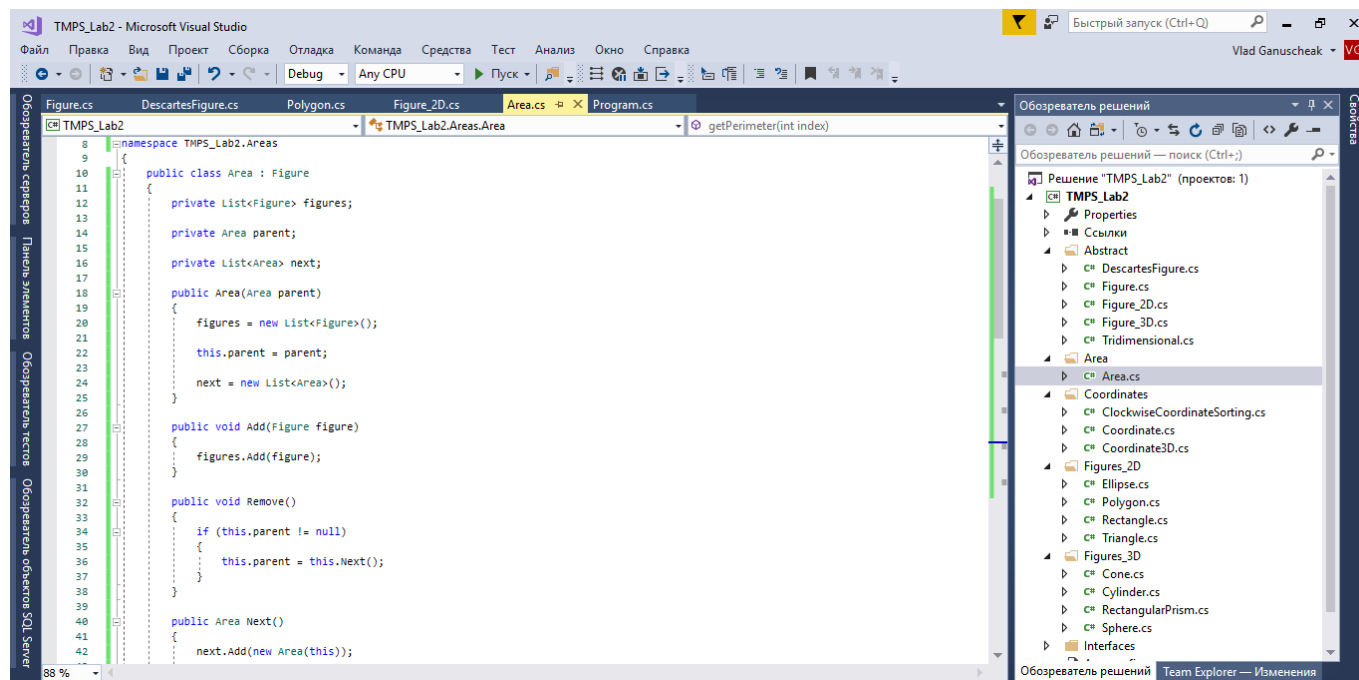 TMPS_Lab2 - Microsoft Visual Studio
Быстрый запуск (Ctrl+Q)
Файл Правка Вид Проект Сборка Отладка Команда Средства Тест Анализ Окно Справка
Vlad Ganuscheak
VG
Debug Any CPU Пуск
Обозреватель серверов
Панель элементов
Обозреватель тестов
Обозреватель объектов SQL Server
Figure.cs DescartesFigure.cs Polygon.cs Figure_2D.cs Area.cs Program.cs
C# TMPS_Lab2 TMPS_Lab2.Areas.Area getPerimeter(int index)
8 namespace TMPS_Lab2.Areas
9 {
10 public class Area : Figure
11 {
12 private List<Figure> figures;
13
14 private Area parent;
15
16 private List<Area> next;
17
18 public Area(Area parent)
19 {
20 figures = new List<Figure>();
21
22 this.parent = parent;
23
24 next = new List<Area>();
25 }
26
27 public void Add(Figure figure)
28 {
29 figures.Add(figure);
30 }
31
32 public void Remove()
33 {
34 if (this.parent != null)
35 {
36 this.parent = this.Next();
37 }
38 }
39
40 public Area Next()
41 {
42 next.Add(new Area(this));
88 %
Обозреватель решений
Обозреватель решений — поиск (Ctrl+;)
Решение "TMPS_Lab2" (проектов: 1)
C# TMPS_Lab2
Properties
Ссылки
Abstract
C# DescartesFigure.cs
C# Figure.cs
C# Figure_2D.cs
C# Figure_3D.cs
C# Tridimensional.cs
Area
C# Area.cs
Coordinates
C# ClockwiseCoordinateSorting.cs
C# Coordinate.cs
C# Coordinate3D.cs
Figures_2D
C# Ellipse.cs
C# Polygon.cs
C# Rectangle.cs
C# Triangle.cs
Figures_3D
C# Cone.cs
C# Cylinder.cs
C# RectangularPrism.cs
C# Sphere.cs
Interfaces
Обозреватель решений Team Explorer — Изменения
Свойства